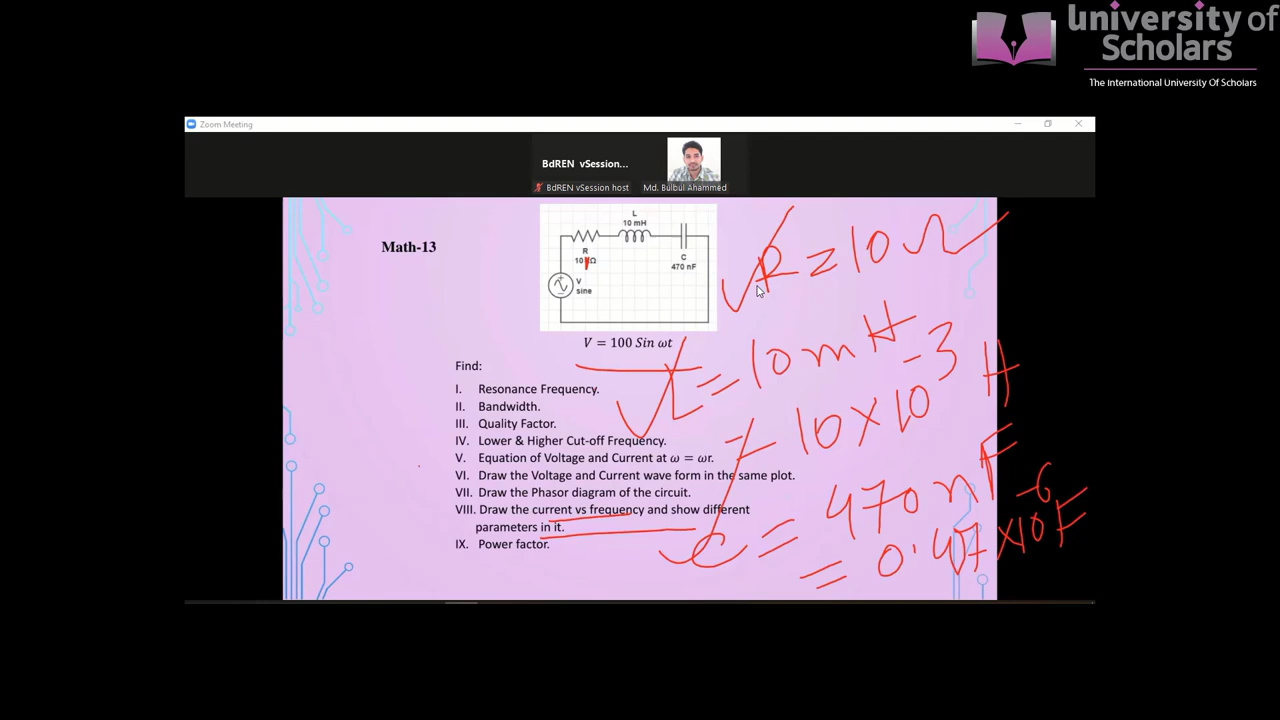 university of
Scholars
The International University Of Scholars
Zoom Meeting
BdREN vSession...
BdREN vSession host
Md. Bulbul Ahammed
Math-13
L
10 mH
R
10 Ω
C
470 nF
V
sine
V = 100 Sin ωt
Find:
I. Resonance Frequency.
II. Bandwidth.
III. Quality Factor.
IV. Lower & Higher Cut-off Frequency.
V. Equation of Voltage and Current at ω = ωr.
VI. Draw the Voltage and Current wave form in the same plot.
VII. Draw the Phasor diagram of the circuit.
VIII. Draw the current vs frequency and show different
parameters in it.
IX. Power factor.
R = 10 Ω
L = 10 mH
= 10 × 10^-3 H
C = 470 nF
= 0.47 × 10^-6 F